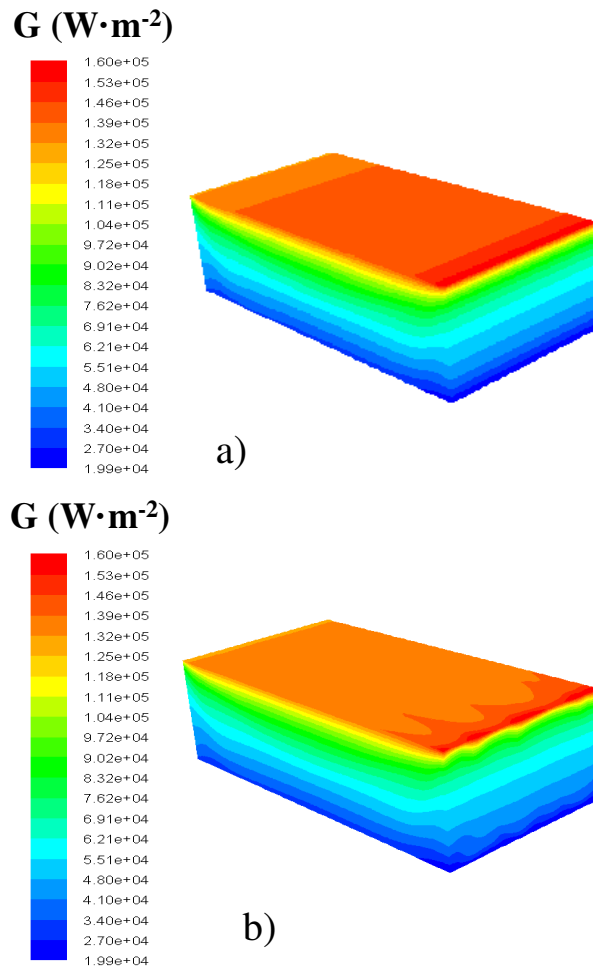 G (W·m-2)
1.60e+05
1.53e+05
1.46e+05
1.39e+05
1.32e+05
1.25e+05
1.18e+05
1.11e+05
1.04e+05
9.72e+04
9.02e+04
8.32e+04
7.62e+04
6.91e+04
6.21e+04
5.51e+04
4.80e+04
4.10e+04
3.40e+04
2.70e+04
1.99e+04
a)
G (W·m-2)
1.60e+05
1.53e+05
1.46e+05
1.39e+05
1.32e+05
1.25e+05
1.18e+05
1.11e+05
1.04e+05
9.72e+04
9.02e+04
8.32e+04
7.62e+04
6.91e+04
6.21e+04
5.51e+04
4.80e+04
4.10e+04
3.40e+04
2.70e+04
1.99e+04
b)